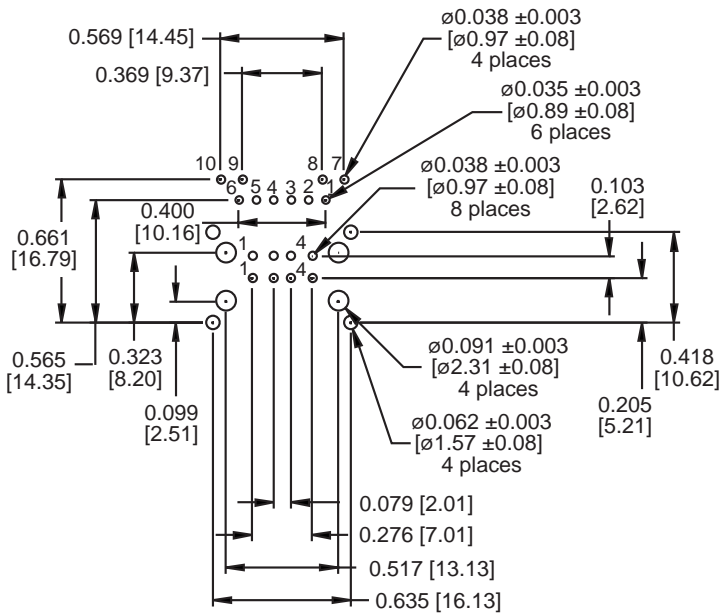 0.569 [14.45]
0.369 [9.37]
ø0.038 ±0.003
[ø0.97 ±0.08]
4 places
ø0.035 ±0.003
[ø0.89 ±0.08]
6 places
10 9 8 7
6 5 4 3 2 1
ø0.038 ±0.003
[ø0.97 ±0.08]
8 places
0.103
[2.62]
0.400
[10.16]
0.661
[16.79]
1 4
1 4
0.565
[14.35]
0.323
[8.20]
0.099
[2.51]
ø0.091 ±0.003
[ø2.31 ±0.08]
4 places
ø0.062 ±0.003
[ø1.57 ±0.08]
4 places
0.418
[10.62]
0.205
[5.21]
0.079 [2.01]
0.276 [7.01]
0.517 [13.13]
0.635 [16.13]